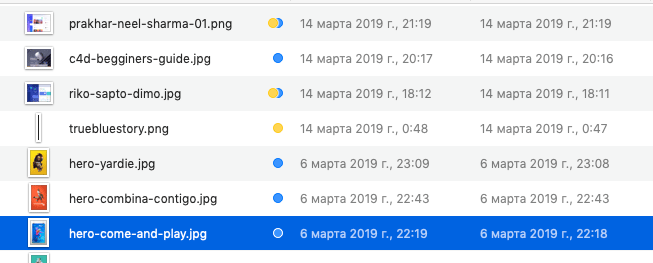 prakhar-neel-sharma-01.png 14 марта 2019 г., 21:19 14 марта 2019 г., 21:19
c4d-begginers-guide.jpg 14 марта 2019 г., 20:17 14 марта 2019 г., 20:16
riko-sapto-dimo.jpg 14 марта 2019 г., 18:12 14 марта 2019 г., 18:11
truebluestory.png 14 марта 2019 г., 0:48 14 марта 2019 г., 0:47
hero-yardie.jpg 6 марта 2019 г., 23:09 6 марта 2019 г., 23:08
hero-combina-contigo.jpg 6 марта 2019 г., 22:43 6 марта 2019 г., 22:43
hero-come-and-play.jpg 6 марта 2019 г., 22:19 6 марта 2019 г., 22:18